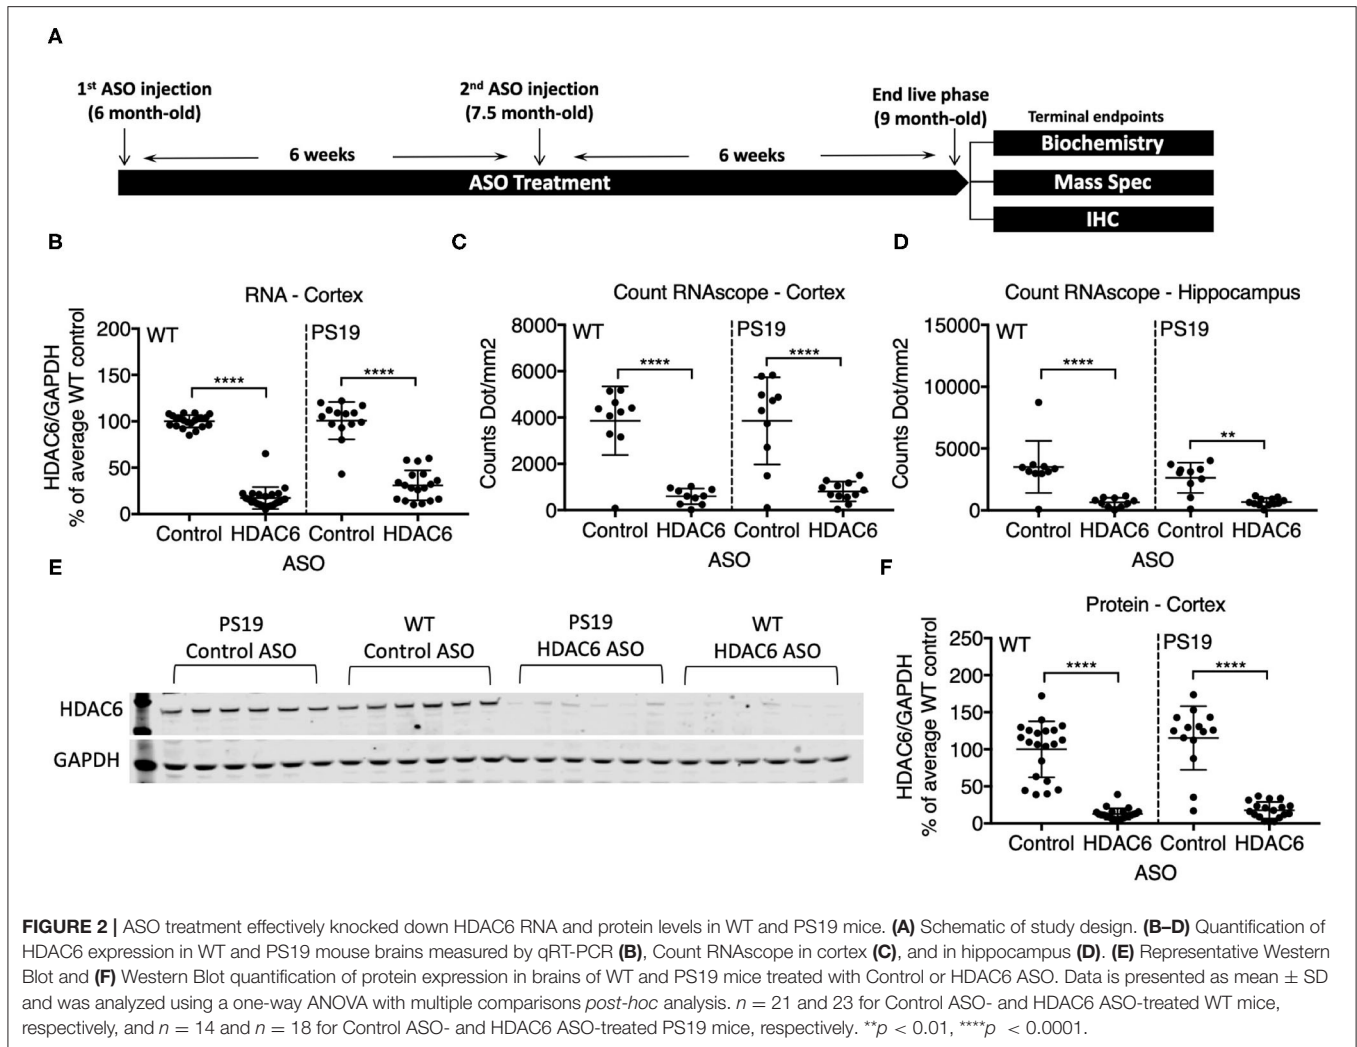 A
1st ASO injection
(6 month-old)
2nd ASO injection
(7.5 month-old)
End live phase
(9 month-old)
Terminal endpoints
6 weeks
6 weeks
ASO Treatment
Biochemistry
Mass Spec
IHC
B
RNA - Cortex
HDAC6/GAPDH
% of average WT control
200
150
100
50
0
WT
PS19
****
****
Control HDAC6 Control HDAC6
ASO
C
Count RNAscope - Cortex
Counts Dot/mm2
8000
6000
4000
2000
0
WT
PS19
****
****
Control HDAC6 Control HDAC6
ASO
D
Count RNAscope - Hippocampus
Counts Dot/mm2
15000
10000
5000
0
WT
PS19
****
**
Control HDAC6 Control HDAC6
ASO
E
PS19
Control ASO
WT
Control ASO
PS19
HDAC6 ASO
WT
HDAC6 ASO
HDAC6
GAPDH
F
Protein - Cortex
HDAC6/GAPDH
% of average WT control
250
200
150
100
50
0
WT
PS19
****
****
Control HDAC6 Control HDAC6
ASO
FIGURE 2 | ASO treatment effectively knocked down HDAC6 RNA and protein levels in WT and PS19 mice. (A) Schematic of study design. (B–D) Quantification of
HDAC6 expression in WT and PS19 mouse brains measured by qRT-PCR (B), Count RNAscope in cortex (C), and in hippocampus (D). (E) Representative Western
Blot and (F) Western Blot quantification of protein expression in brains of WT and PS19 mice treated with Control or HDAC6 ASO. Data is presented as mean ± SD
and was analyzed using a one-way ANOVA with multiple comparisons post-hoc analysis. n = 21 and 23 for Control ASO- and HDAC6 ASO-treated WT mice,
respectively, and n = 14 and n = 18 for Control ASO- and HDAC6 ASO-treated PS19 mice, respectively. **p < 0.01, ****p < 0.0001.